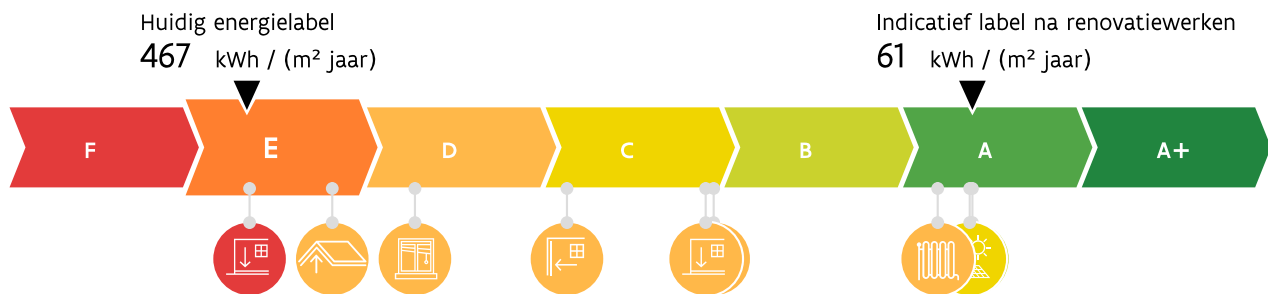 Huidig energielabel
467 kWh / (m² jaar)
Indicatief label na renovatiewerken
61 kWh / (m² jaar)
F E D C B A A+